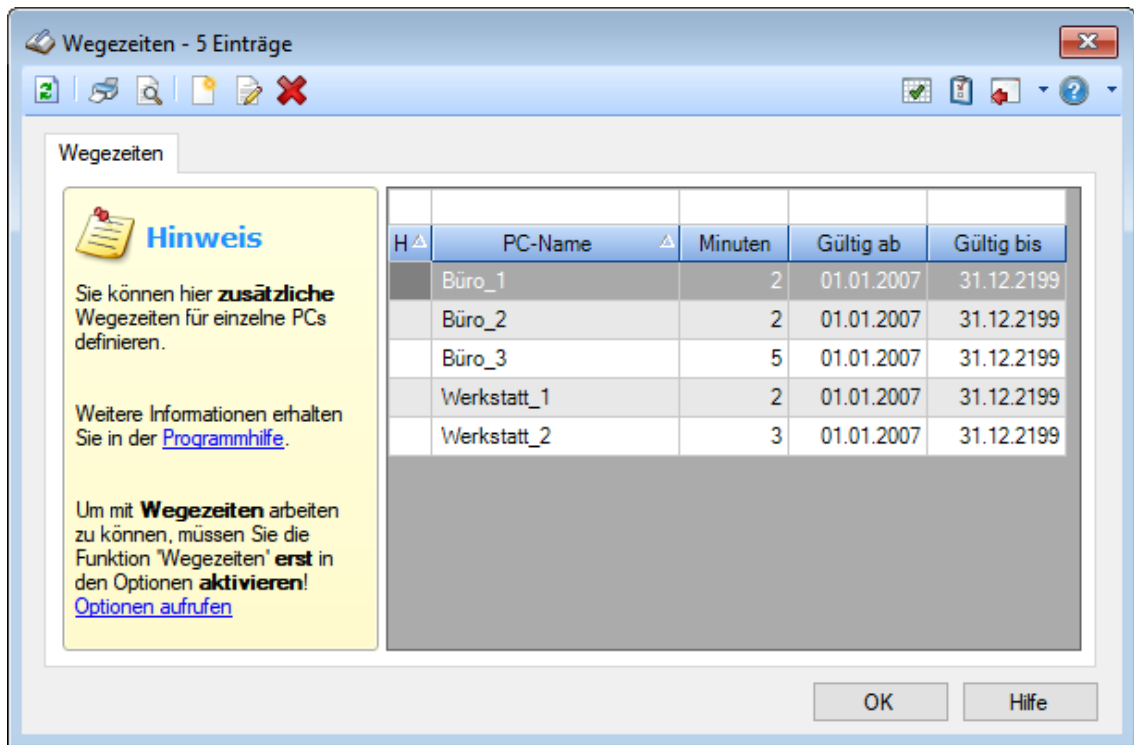 Wegezeiten - 5 Einträge
Wegezeiten
Hinweis
Sie können hier zusätzliche
Wegezeiten für einzelne PCs
definieren.
Weitere Informationen erhalten
Sie in der Programmhilfe.
Um mit Wegezeiten arbeiten
zu können, müssen Sie die
Funktion 'Wegezeiten' erst in
den Optionen aktivieren!
Optionen aufrufen
H PC-Name Minuten Gültig ab Gültig bis
Büro_1 2 01.01.2007 31.12.2199
Büro_2 2 01.01.2007 31.12.2199
Büro_3 5 01.01.2007 31.12.2199
Werkstatt_1 2 01.01.2007 31.12.2199
Werkstatt_2 3 01.01.2007 31.12.2199
OK Hilfe